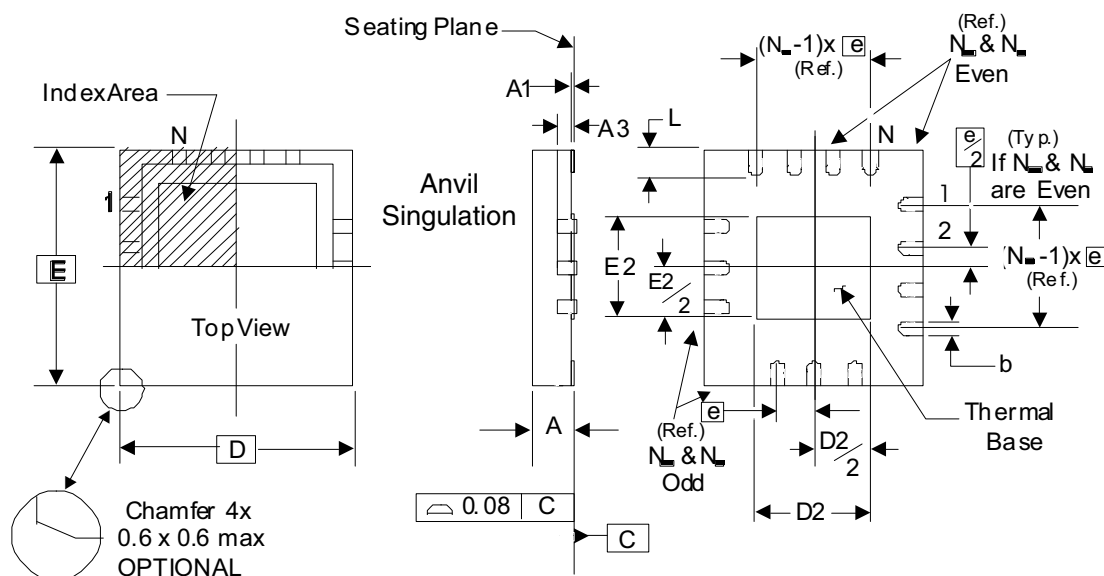 Seating Plane
(Ref.)
(N -1)x e
(Ref.)
N & N
Even
Index Area
A1
A3
L
N
N
e/2
(Typ.)
If N & N
are Even
1
Anvil
Singulation
1
2
E
E2
E2/2
(N -1)x e
(Ref.)
Top View
b
e
Thermal
Base
D
A
(Ref.)
N & N
Odd
D2/2
D2
Chamfer 4x
0.6 x 0.6 max
OPTIONAL
0.08 C
C